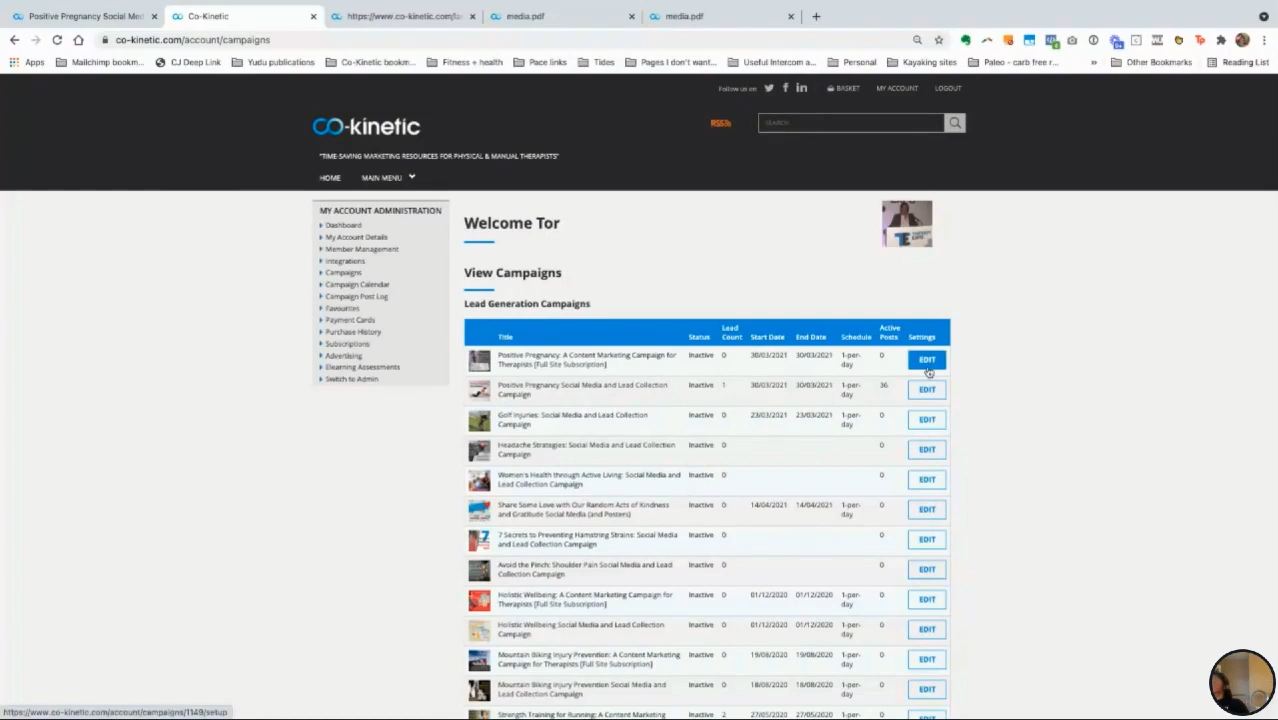 Positive Pregnancy Social Med
Co-Kinetic
https://www.co-kinetic.com/la
media.pdf
media.pdf
co-kinetic.com/account/campaigns
Apps
Mailchimp bookm...
CJ Deep Link
Yudu publications
Co-Kinetic bookm...
Fitness + health
Pace links
Tides
Pages I don't want...
Useful Intercom a...
Personal
Kayaking sites
Paleo - carb free r...
»
Other Bookmarks
Reading List
Follow us on
BASKET
MY ACCOUNT
LOGOUT
co-kinetic
RSS
SEARCH
"TIME-SAVING MARKETING RESOURCES FOR PHYSICAL & MANUAL THERAPISTS"
HOME
MAIN MENU
MY ACCOUNT ADMINISTRATION
Dashboard
My Account Details
Member Management
Integrations
Campaigns
Campaign Calendar
Campaign Post Log
Favourites
Payment Cards
Purchase History
Subscriptions
Advertising
Elearning Assessments
Switch to Admin
Welcome Tor
View Campaigns
Lead Generation Campaigns
Title Status Lead Count Start Date End Date Schedule Active Posts Settings
Positive Pregnancy: A Content Marketing Campaign for Inactive 0 30/03/2021 30/03/2021 1-per- 0 EDIT
Therapists [Full Site Subscription] day
Positive Pregnancy Social Media and Lead Collection Inactive 1 30/03/2021 30/03/2021 1-per- 36 EDIT
Campaign day
Golf Injuries: Social Media and Lead Collection Inactive 0 23/03/2021 23/03/2021 1-per- 0 EDIT
Campaign day
Headache Strategies: Social Media and Lead Collection Inactive 0 0 EDIT
Campaign
Women's Health through Active Living: Social Media and Inactive 0 0 EDIT
Lead Collection Campaign
Share Some Love with Our Random Acts of Kindness Inactive 0 14/04/2021 14/04/2021 1-per- 0 EDIT
and Gratitude Social Media (and Posters) day
7 Secrets to Preventing Hamstring Strains: Social Media Inactive 0 0 EDIT
and Lead Collection Campaign
Avoid the Pinch: Shoulder Pain Social Media and Lead Inactive 0 0 EDIT
Collection Campaign
Holistic Wellbeing: A Content Marketing Campaign for Inactive 0 01/12/2020 01/12/2020 1-per- 0 EDIT
Therapists [Full Site Subscription] day
Holistic Wellbeing Social Media and Lead Collection Inactive 0 01/12/2020 01/12/2020 1-per- 0 EDIT
Campaign day
Mountain Biking Injury Prevention: A Content Marketing Inactive 0 19/08/2020 19/08/2020 1-per- 0 EDIT
Campaign for Therapists [Full Site Subscription] day
Mountain Biking Injury Prevention Social Media and Inactive 0 18/08/2020 18/08/2020 1-per- 0 EDIT
Lead Collection Campaign day
Strength Training for Running: A Content Marketing Inactive 2 27/05/2020 27/05/2020 1-per- 0 EDIT
https://www.co-kinetic.com/account/campaigns/1149/setup